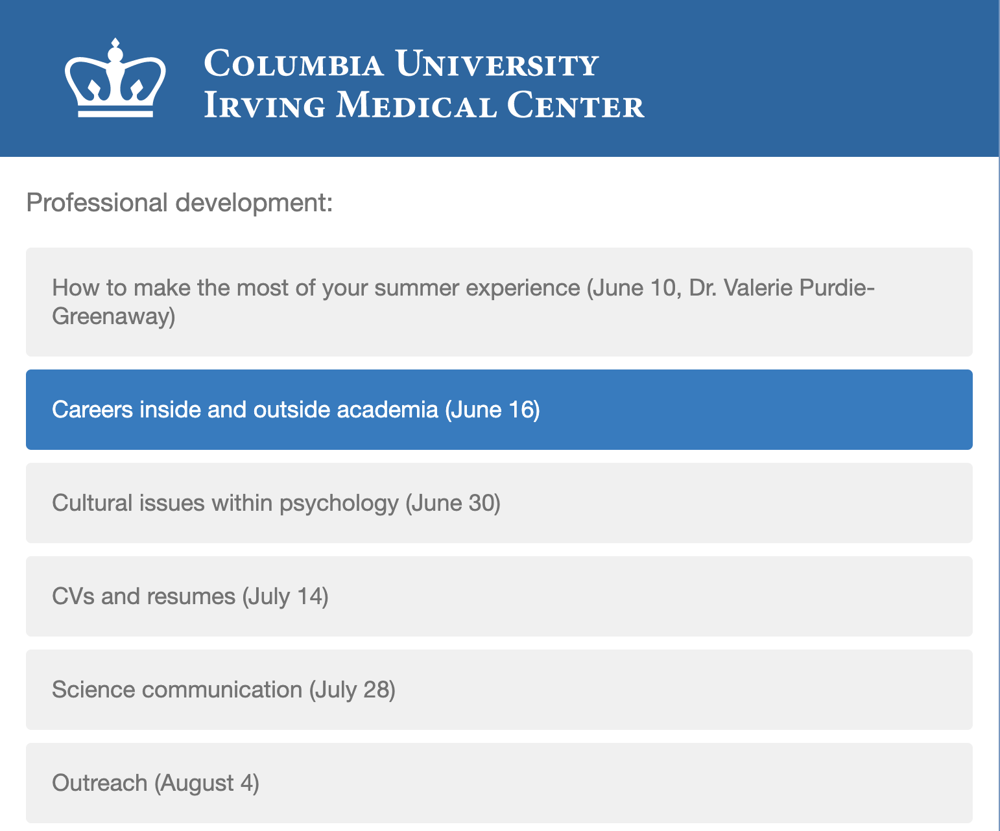 COLUMBIA UNIVERSITY
IRVING MEDICAL CENTER
Professional development:
How to make the most of your summer experience (June 10, Dr. Valerie Purdie-
Greenaway)
Careers inside and outside academia (June 16)
Cultural issues within psychology (June 30)
CVs and resumes (July 14)
Science communication (July 28)
Outreach (August 4)